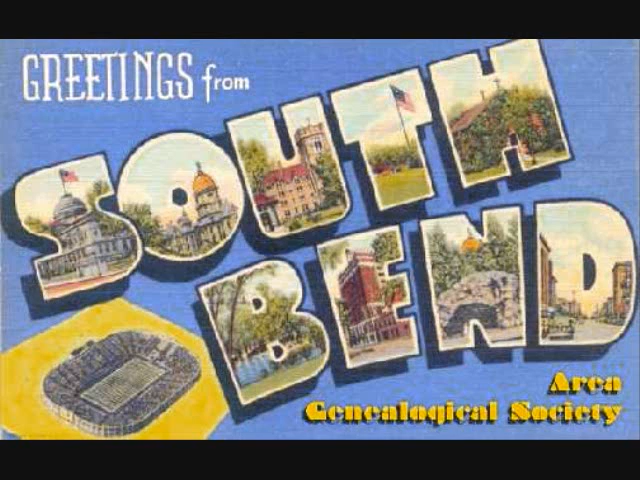 GREETINGS from
SOUTH
BEND
Area
Genealogical Society